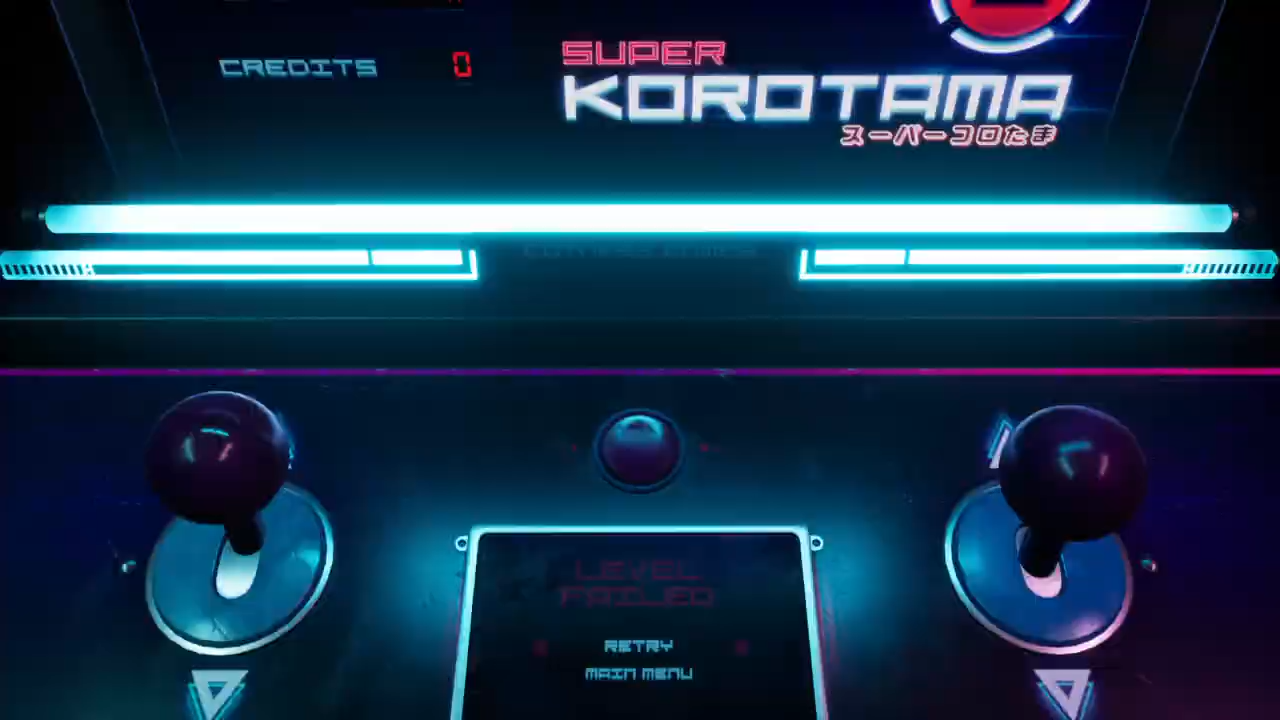 CREDITS 0
SUPER
KOROTAMA
スーパーコロたま
LEVEL
FAILED
RETRY
MAIN MENU